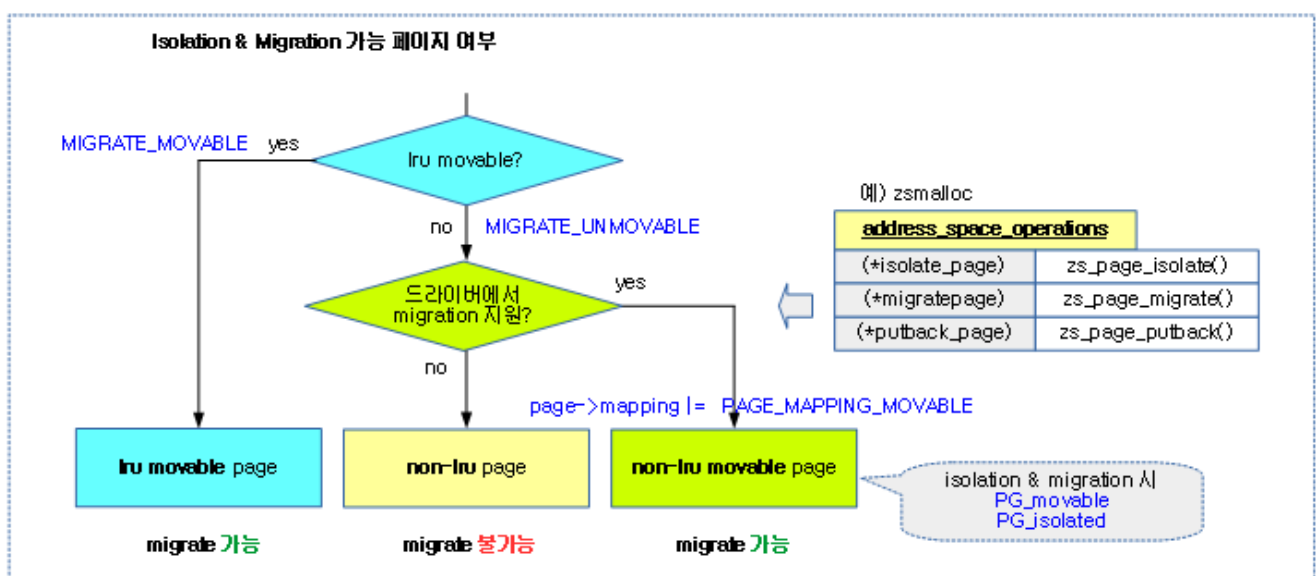 Isolation & Migration 가능 페이지 여부
MIGRATE_MOVABLE yes
lru movable?
no MIGRATE_UNMOVABLE
예) zsmalloc
address_space_operations
(*isolate_page) zs_page_isolate()
(*migratepage) zs_page_migrate()
(*putback_page) zs_page_putback()
드라이버에서
migration 지원?
yes
no
page->mapping |= PAGE_MAPPING_MOVABLE
lru movable page
non-lru page
non-lru movable page
isolation & migration 시
PG_movable
PG_isolated
migrate 가능
migrate 불가능
migrate 가능